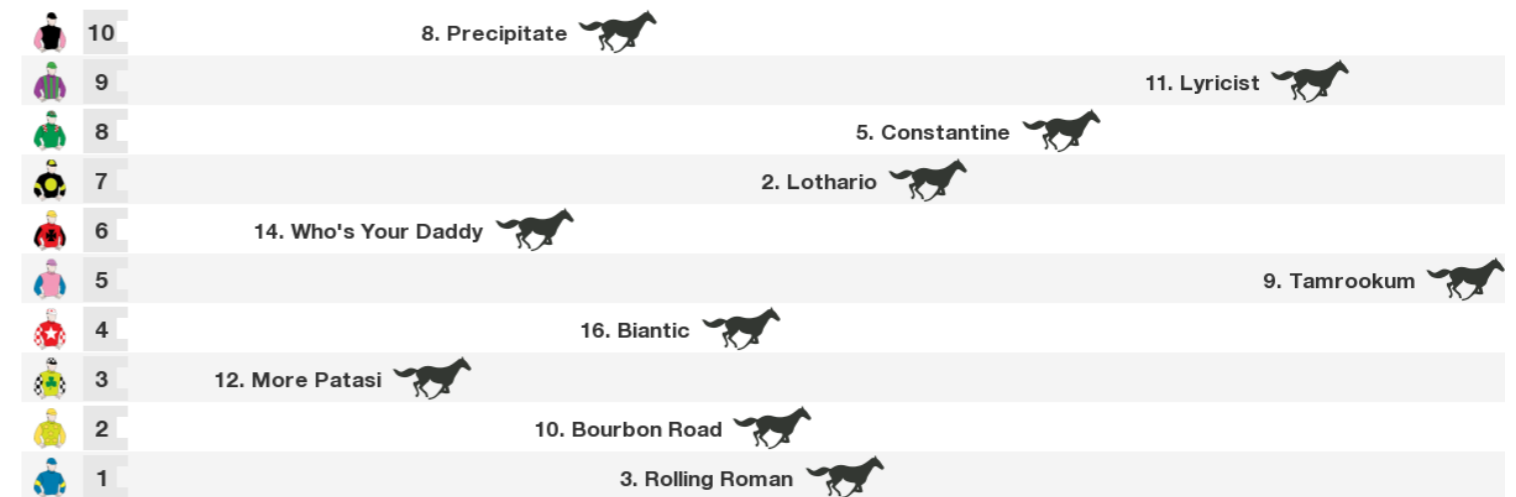 10 8. Precipitate
9 11. Lyricist
8 5. Constantine
7 2. Lothario
6 14. Who's Your Daddy
5 9. Tamrookum
4 16. Biantic
3 12. More Patasi
2 10. Bourbon Road
1 3. Rolling Roman